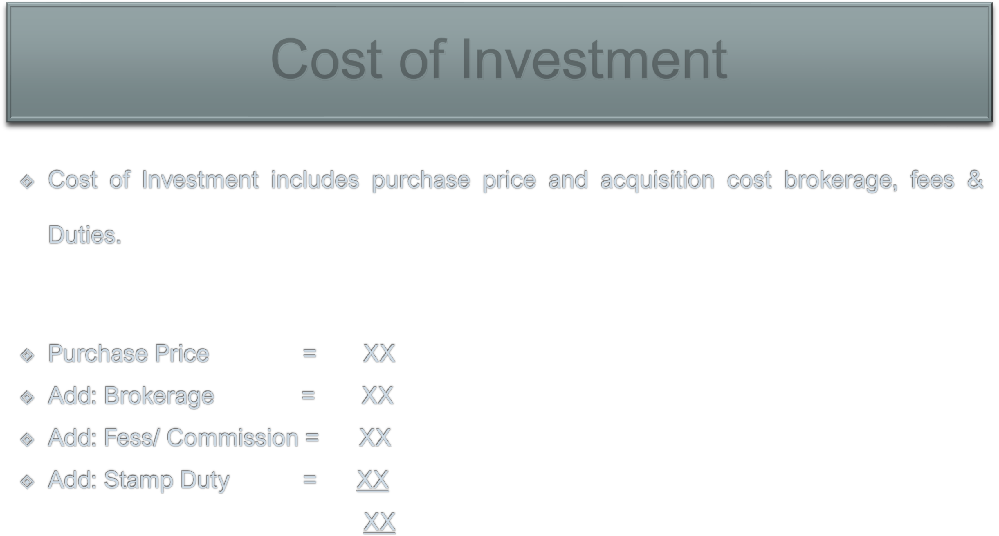 Cost of Investment
Cost of Investment includes purchase price and acquisition cost brokerage, fees &
Duties.
Purchase Price = XX
Add: Brokerage = XX
Add: Fess/ Commission = XX
Add: Stamp Duty = XX
XX